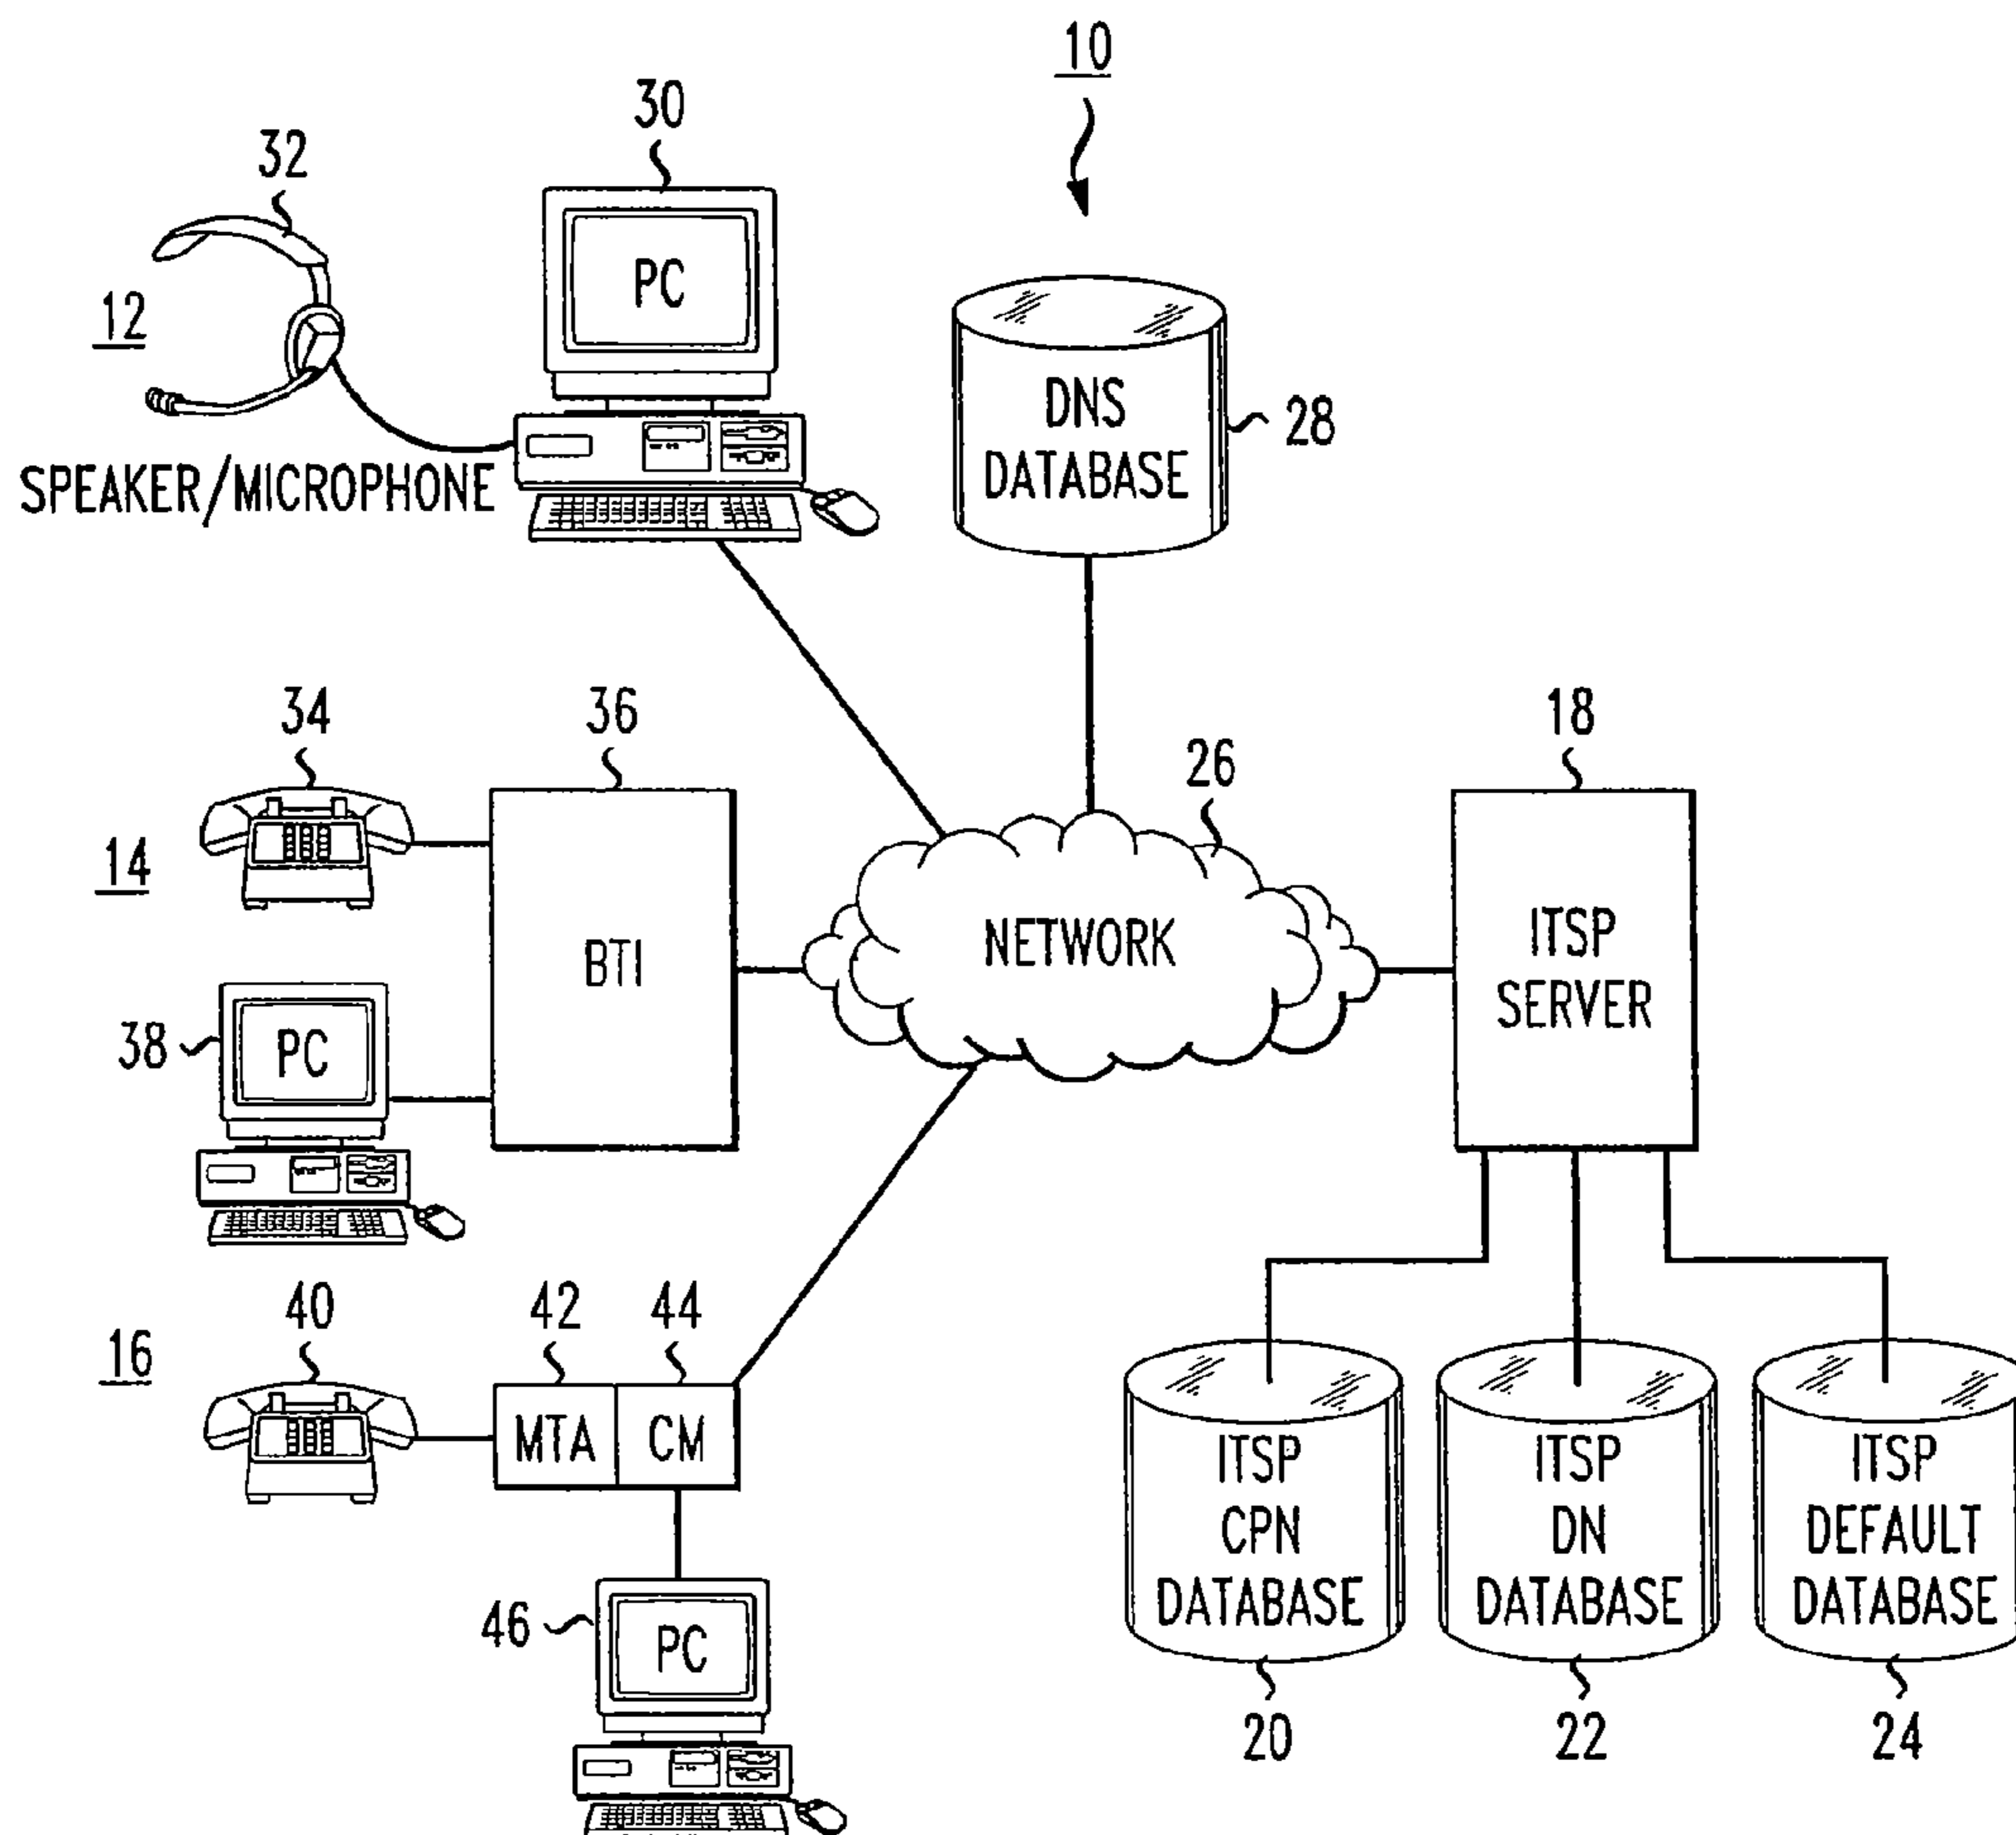 10
30
32
PC
12
DNS
DATABASE
28
SPEAKER/MICROPHONE
34
36
18
26
14
BTI
NETWORK
ITSP
SERVER
38
PC
40
42
44
16
MTA
CM
ITSP
CPN
DATABASE
ITSP
DN
DATABASE
ITSP
DEFAULT
DATABASE
46
PC
20
22
24